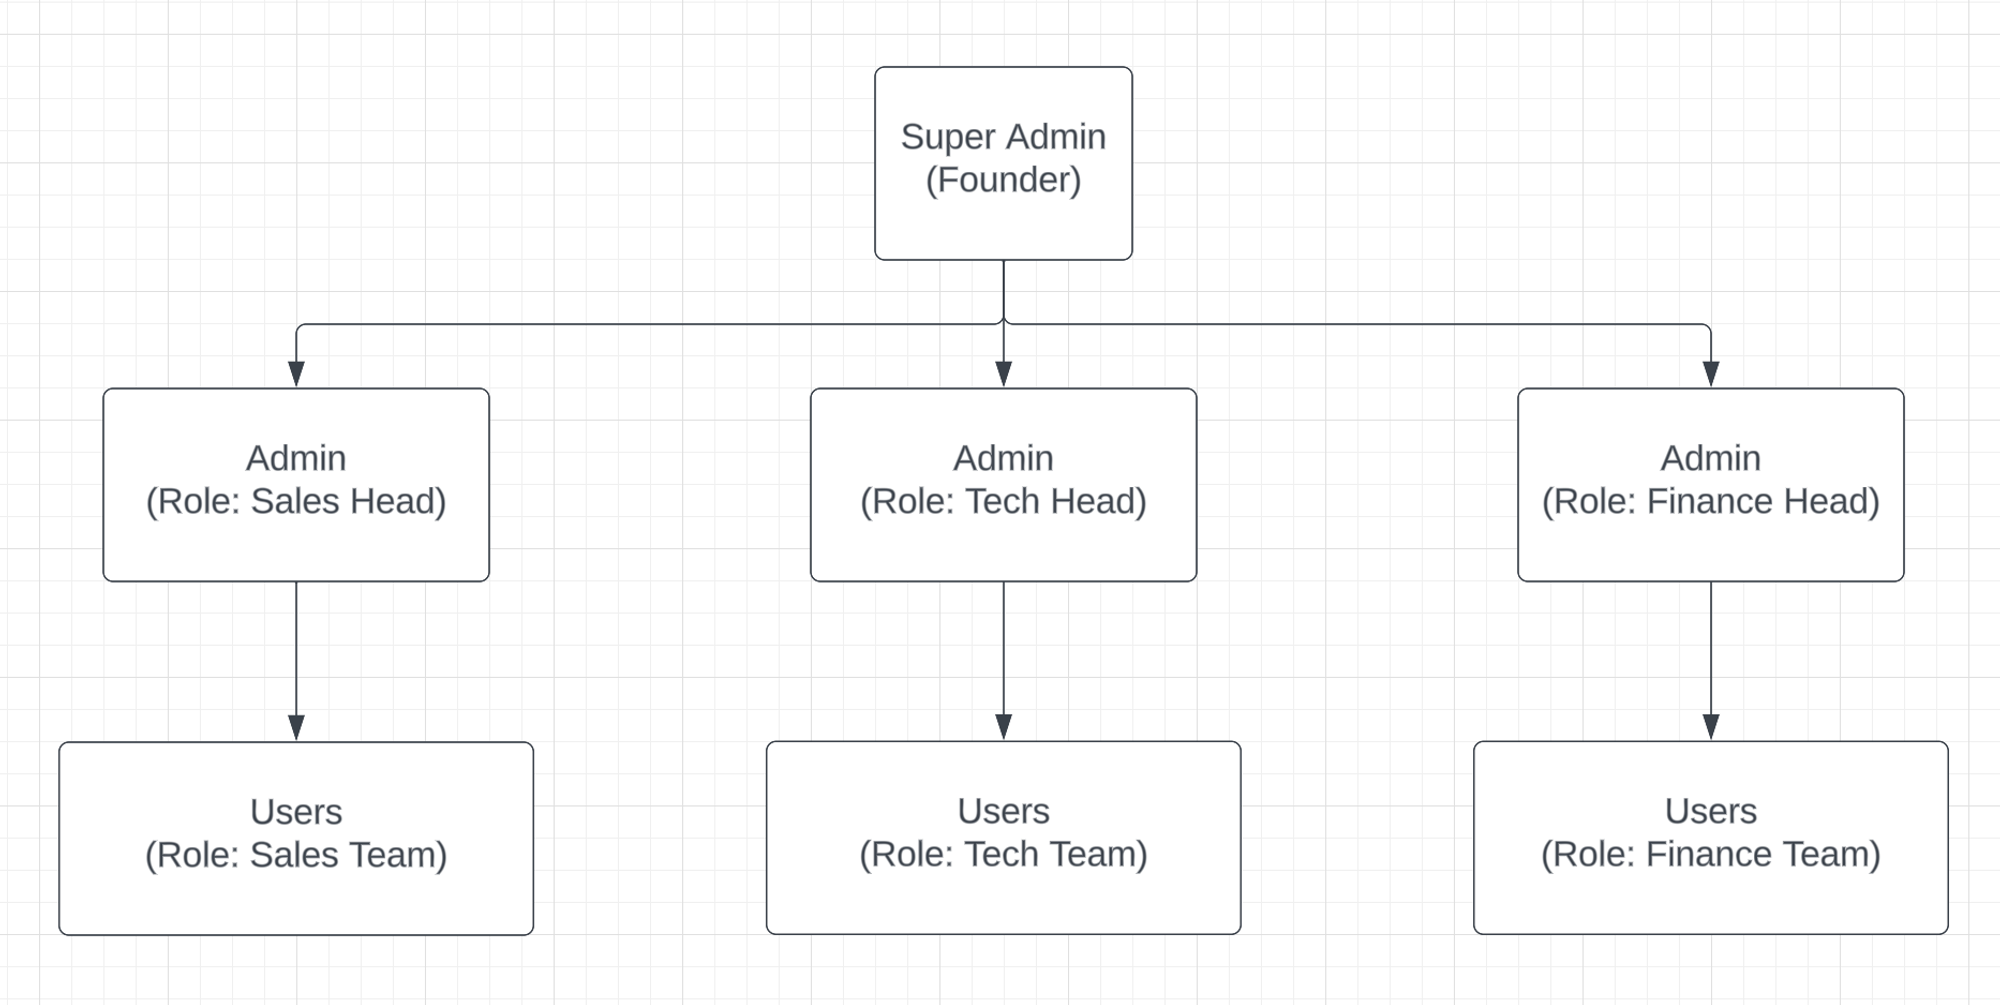 Super Admin
(Founder)
Admin
(Role: Sales Head)
Admin
(Role: Tech Head)
Admin
(Role: Finance Head)
Users
(Role: Sales Team)
Users
(Role: Tech Team)
Users
(Role: Finance Team)